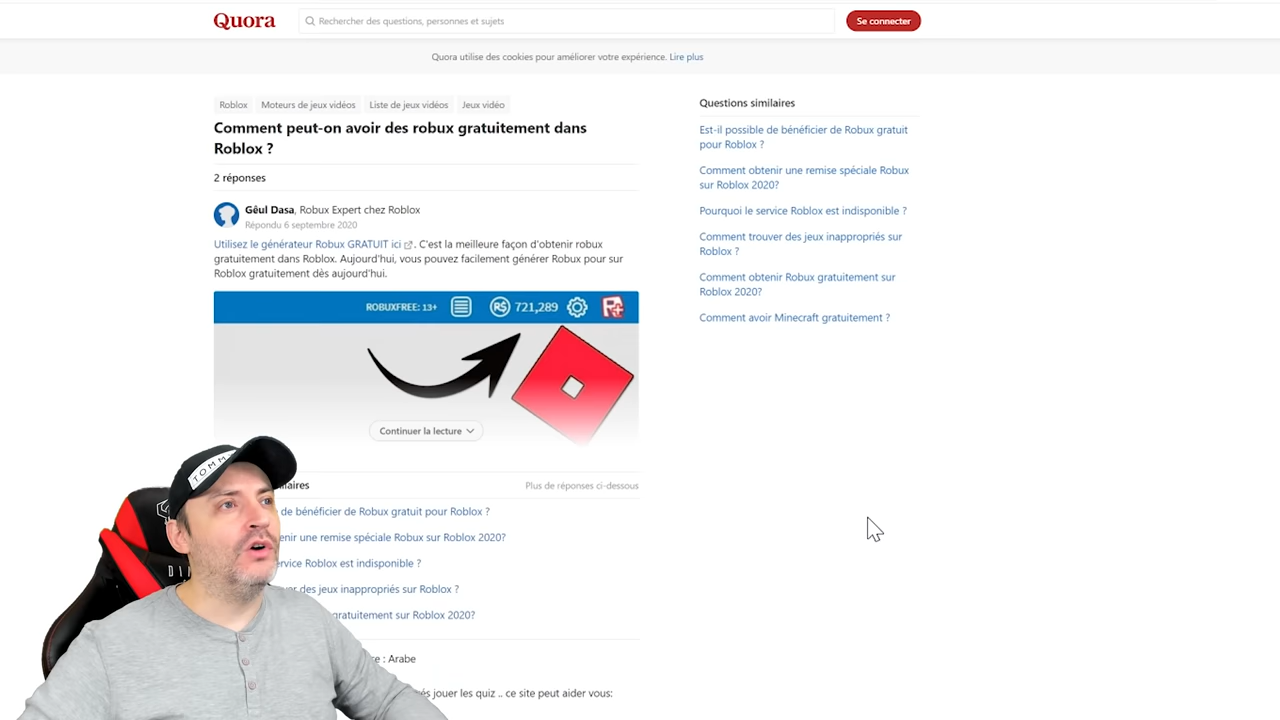 Quora
Rechercher des questions, personnes et sujets
Se connecter
Quora utilise des cookies pour améliorer votre expérience. Lire plus
Roblox Moteurs de jeux vidéos Liste de jeux vidéos Jeux vidéo
Comment peut-on avoir des robux gratuitement dans
Roblox ?
2 réponses
Gêul Dasa, Robux Expert chez Roblox
Répondu 6 septembre 2020
Utilisez le générateur Robux GRATUIT ici . C'est la meilleure façon d'obtenir robux
gratuitement dans Roblox. Aujourd'hui, vous pouvez facilement générer Robux pour sur
Roblox gratuitement dès aujourd'hui.
ROBUXFREE: 13+ R$ 721,289
Continuer la lecture
Plus de réponses ci-dessous
de bénéficier de Robux gratuit pour Roblox ?
une remise spéciale Robux sur Roblox 2020?
Roblox est indisponible ?
des jeux inappropriés sur Roblox ?
gratuitement sur Roblox 2020?
: Arabe
jouer les quiz .. ce site peut aider vous:
Questions similaires
Est-il possible de bénéficier de Robux gratuit
pour Roblox ?
Comment obtenir une remise spéciale Robux
sur Roblox 2020?
Pourquoi le service Roblox est indisponible ?
Comment trouver des jeux inappropriés sur
Roblox ?
Comment obtenir Robux gratuitement sur
Roblox 2020?
Comment avoir Minecraft gratuitement ?
TOMM